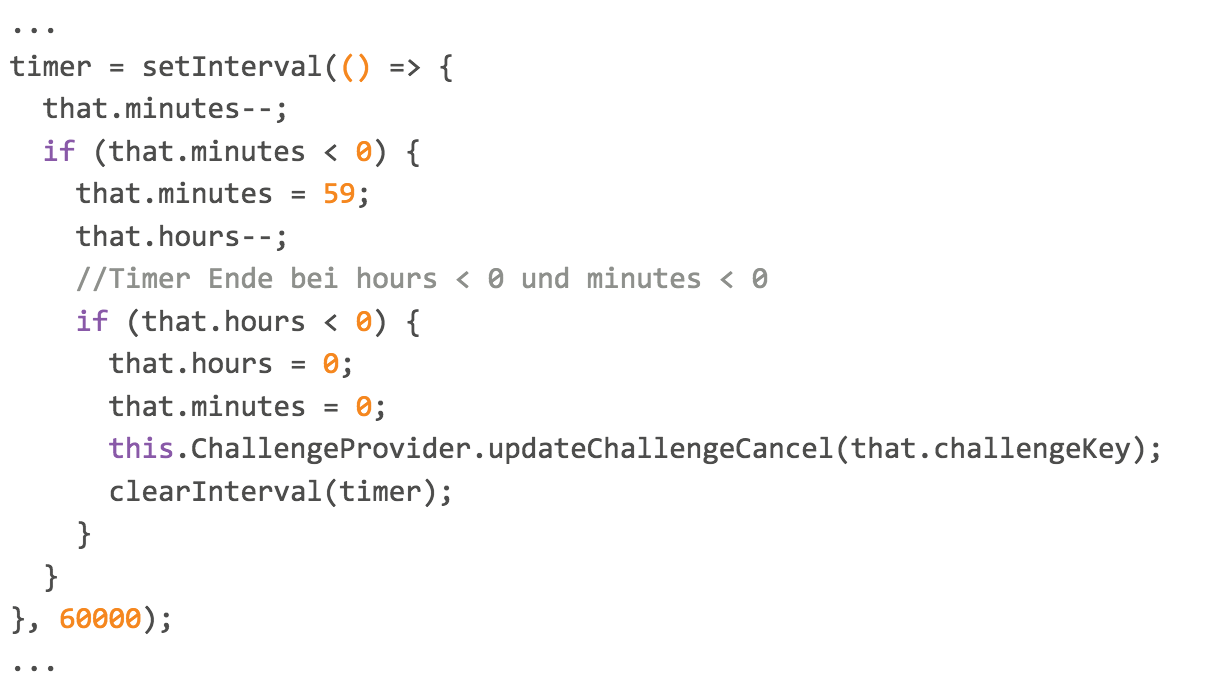 ...
timer = setInterval(() => {
  that.minutes--;
  if (that.minutes < 0) {
    that.minutes = 59;
    that.hours--;
    //Timer Ende bei hours < 0 und minutes < 0
    if (that.hours < 0) {
      that.hours = 0;
      that.minutes = 0;
      this.ChallengeProvider.updateChallengeCancel(that.challengeKey);
      clearInterval(timer);
    }
  }
}, 60000);
...